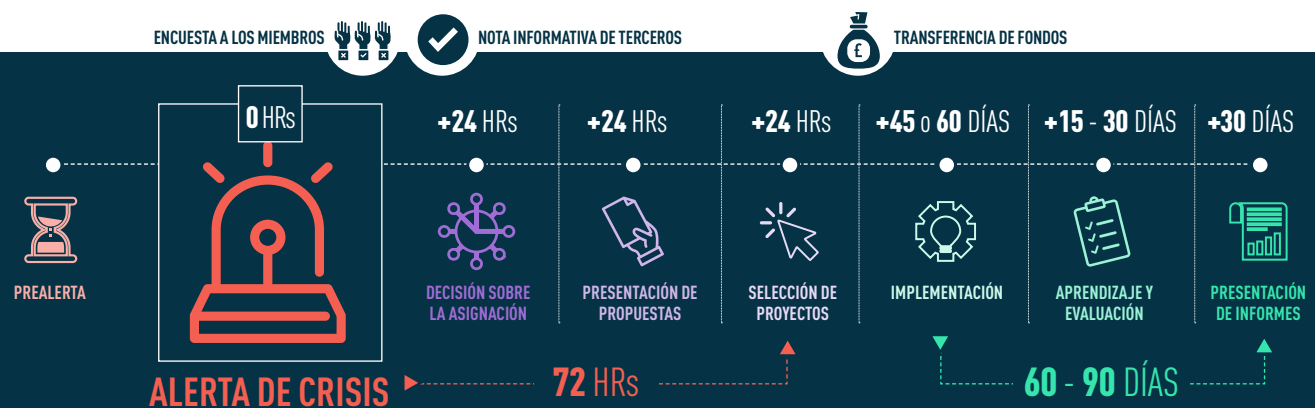 ENCUESTA A LOS MIEMBROS
NOTA INFORMATIVA DE TERCEROS
£
TRANSFERENCIA DE FONDOS
0 HRs
+24 HRs
+24 HRs
+24 HRs
+45 o 60 DÍAS
+15 - 30 DÍAS
+30 DÍAS
PREALERTA
DECISIÓN SOBRE
LA ASIGNACIÓN
PRESENTACIÓN DE
PROPUESTAS
SELECCIÓN DE
PROYECTOS
IMPLEMENTACIÓN
APRENDIZAJE Y
EVALUACIÓN
PRESENTACIÓN
DE INFORMES
ALERTA DE CRISIS
72 HRs
60 - 90 DÍAS